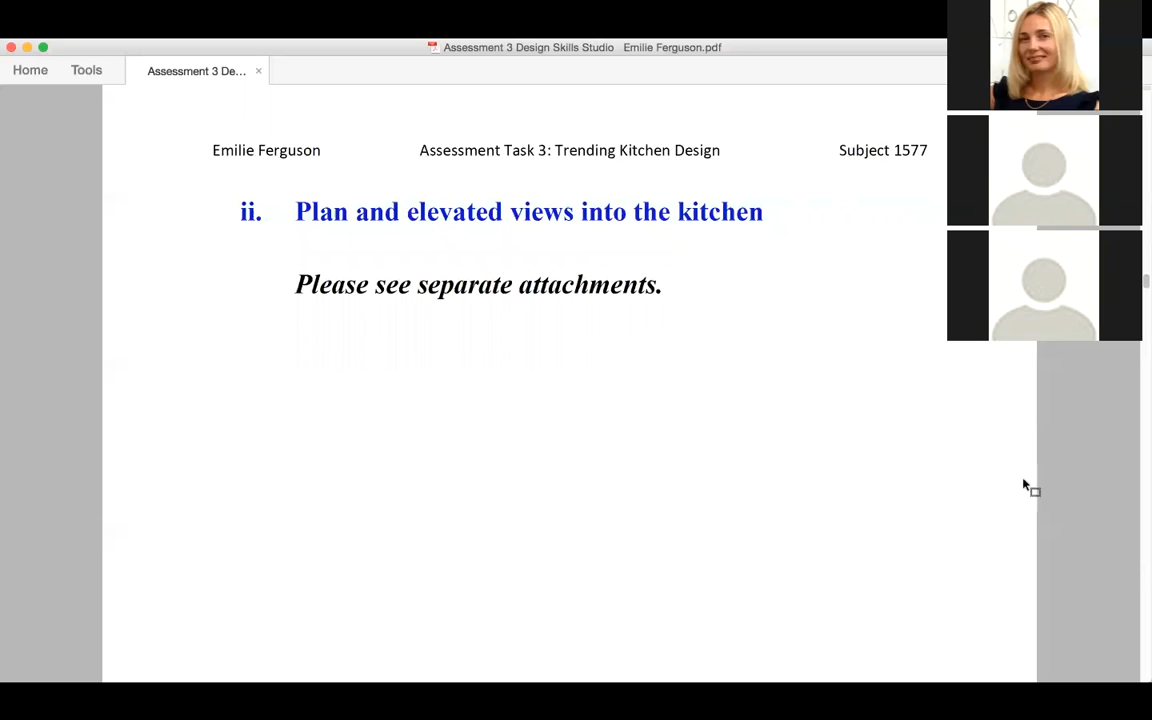 Assessment 3 Design Skills Studio Emilie Ferguson.pdf
Home Tools Assessment 3 De... ×
Emilie Ferguson Assessment Task 3: Trending Kitchen Design Subject 1577
ii. Plan and elevated views into the kitchen
Please see separate attachments.